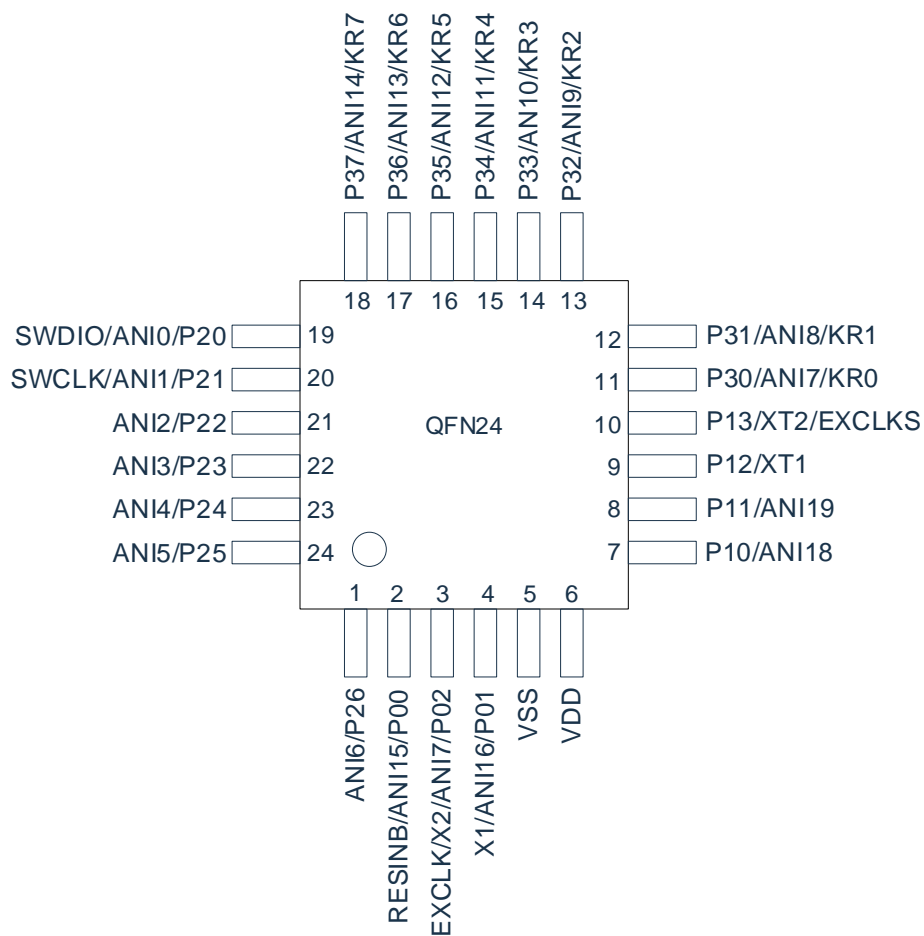 P37/ANI14/KR7
P36/ANI13/KR6
P35/ANI12/KR5
P34/ANI11/KR4
P33/AN10/KR3
P32/ANI9/KR2
18 17 16 15 14 13
SWDIO/ANI0/P20 19
SWCLK/ANI1/P21 20
ANI2/P22 21
ANI3/P23 22
ANI4/P24 23
ANI5/P25 24
QFN24
12 P31/ANI8/KR1
11 P30/ANI7/KR0
10 P13/XT2/EXCLKS
9 P12/XT1
8 P11/ANI19
7 P10/ANI18
1 2 3 4 5 6
ANI6/P26
RESINB/ANI15/P00
EXCLK/X2/ANI7/P02
X1/ANI16/P01
VSS
VDD